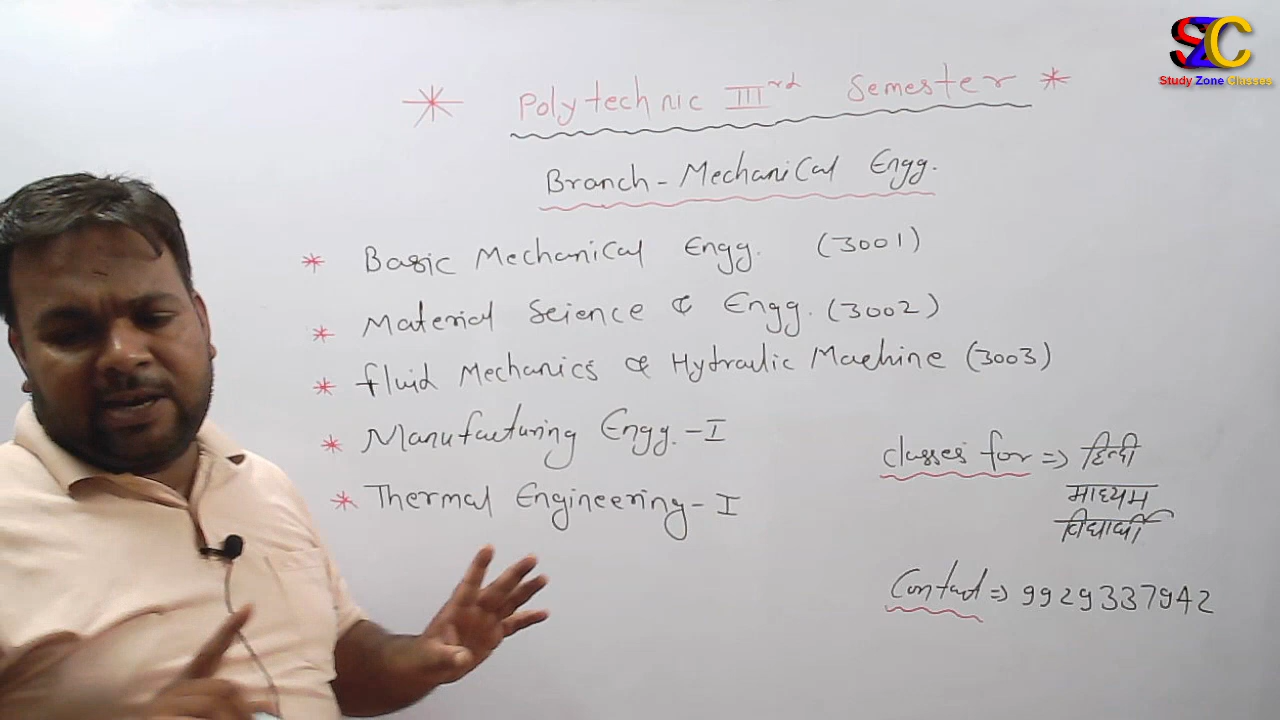 SZC
Study Zone Classes
* Polytechnic IIIrd Semester *
Branch - Mechanical Engg.
* Basic Mechanical Engg. (3001)
* Material Science & Engg. (3002)
* fluid Mechanics & Hydraulic Machine (3003)
* Manufacturing Engg. - I
* Thermal Engineering - I
classes for => हिन्दी
माध्यम
विद्यार्थी
Contact => 9929337942